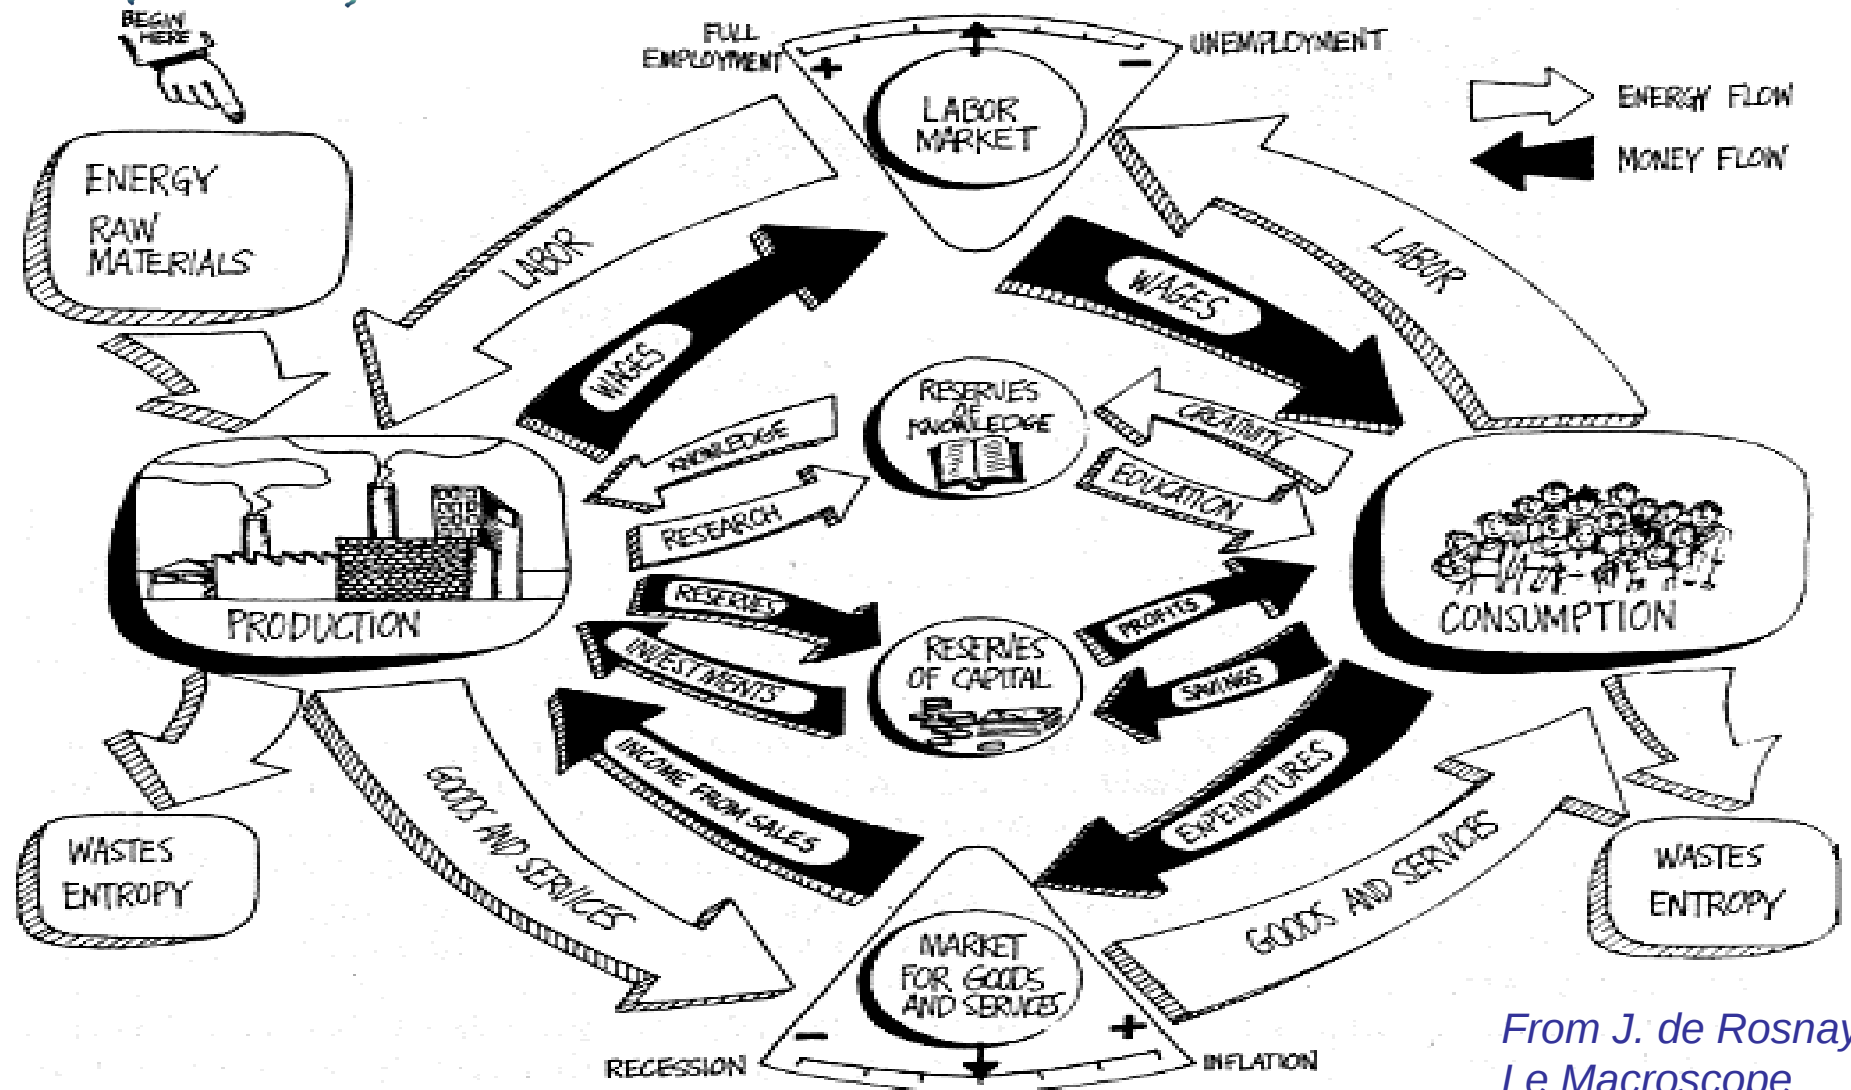 BEGIN
HERE
FULL
EMPLOYMENT
+
−
UNEMPLOYMENT
LABOR
MARKET
ENERGY FLOW
MONEY FLOW
ENERGY
RAW
MATERIALS
LABOR
LABOR
WAGES
WAGES
RESERVES
OF
KNOWLEDGE
KNOWLEDGE
RESEARCH
CREATIVITY
EDUCATION
PRODUCTION
CONSUMPTION
RESERVES
INVESTMENTS
RESERVES
OF CAPITAL
PROFITS
SAVINGS
INCOME FROM SALES
EXPENDITURES
GOODS AND SERVICES
GOODS AND SERVICES
WASTES
ENTROPY
WASTES
ENTROPY
MARKET
FOR GOODS
AND SERVICES
−
+
RECESSION
INFLATION
From J. de Rosnay
Le Macroscope